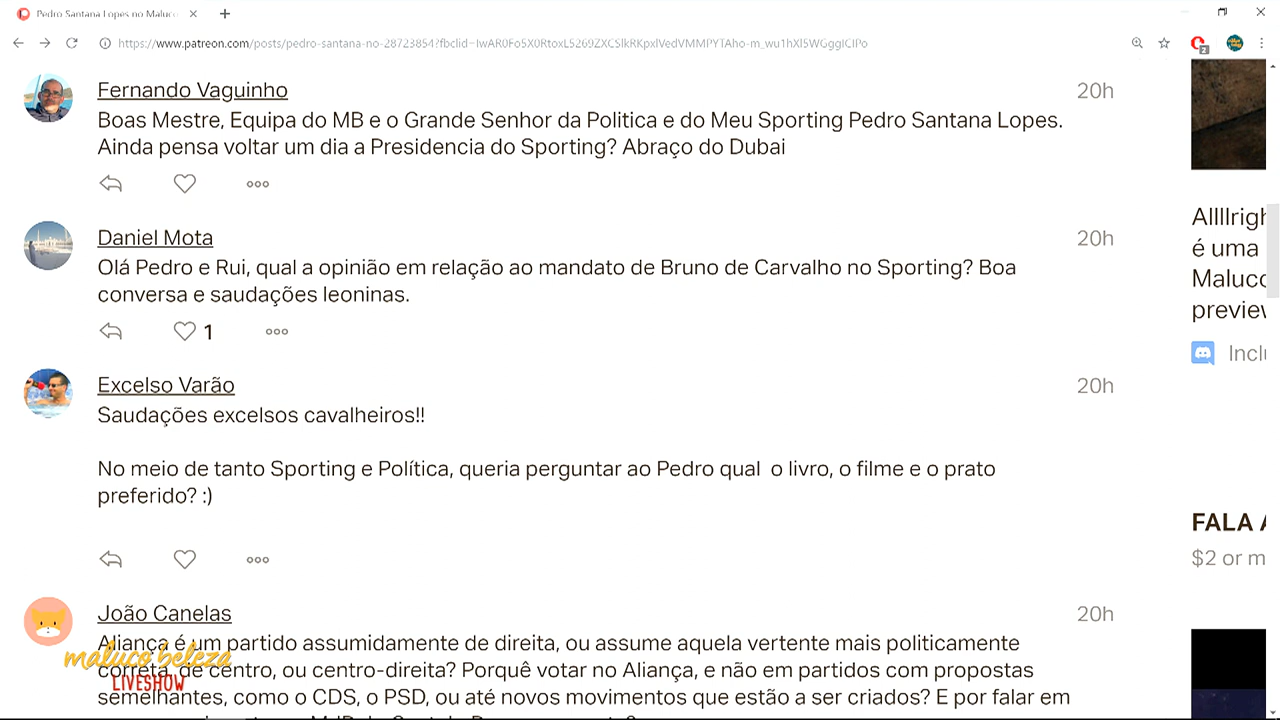 Pedro Santana Lopes no Maluco
https://www.patreon.com/posts/pedro-santana-no-28723854?fbclid=
2
Fernando Vaguinho
20h
Boas Mestre, Equipa do MB e o Grande Senhor da Politica e do Meu Sporting Pedro Santana Lopes.
Ainda pensa voltar um dia a Presidencia do Sporting? Abraço do Dubai
Daniel Mota
20h
Olá Pedro e Rui, qual a opinião em relação ao mandato de Bruno de Carvalho no Sporting? Boa
conversa e saudações leoninas.
1
Excelso Varão
20h
Saudações excelsos cavalheiros!!
No meio de tanto Sporting e Política, queria perguntar ao Pedro qual o livro, o filme e o prato
preferido? :)
João Canelas
20h
Aliança é um partido assumidamente de direita, ou assume aquela vertente mais politicamente
correta, de centro, ou centro-direita? Porquê votar no Aliança, e não em partidos com propostas
semelhantes, como o CDS, o PSD, ou até novos movimentos que estão a ser criados? E por falar em
maluco beleza
LIVESHOW
Allllrigh
é uma
Maluco
preview
Inclu
FALA A
$2 or m